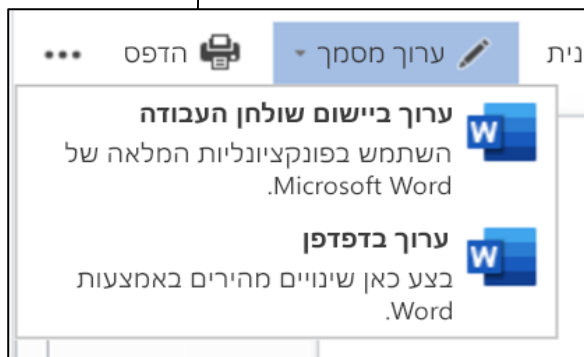 נית
ערוך מסמך
הדפס
ערוך ביישום שולחן העבודה
השתמש בפונקציונליות המלאה של
Microsoft Word.
ערוך בדפדפן
בצע כאן שינויים מהירים באמצעות
Word.